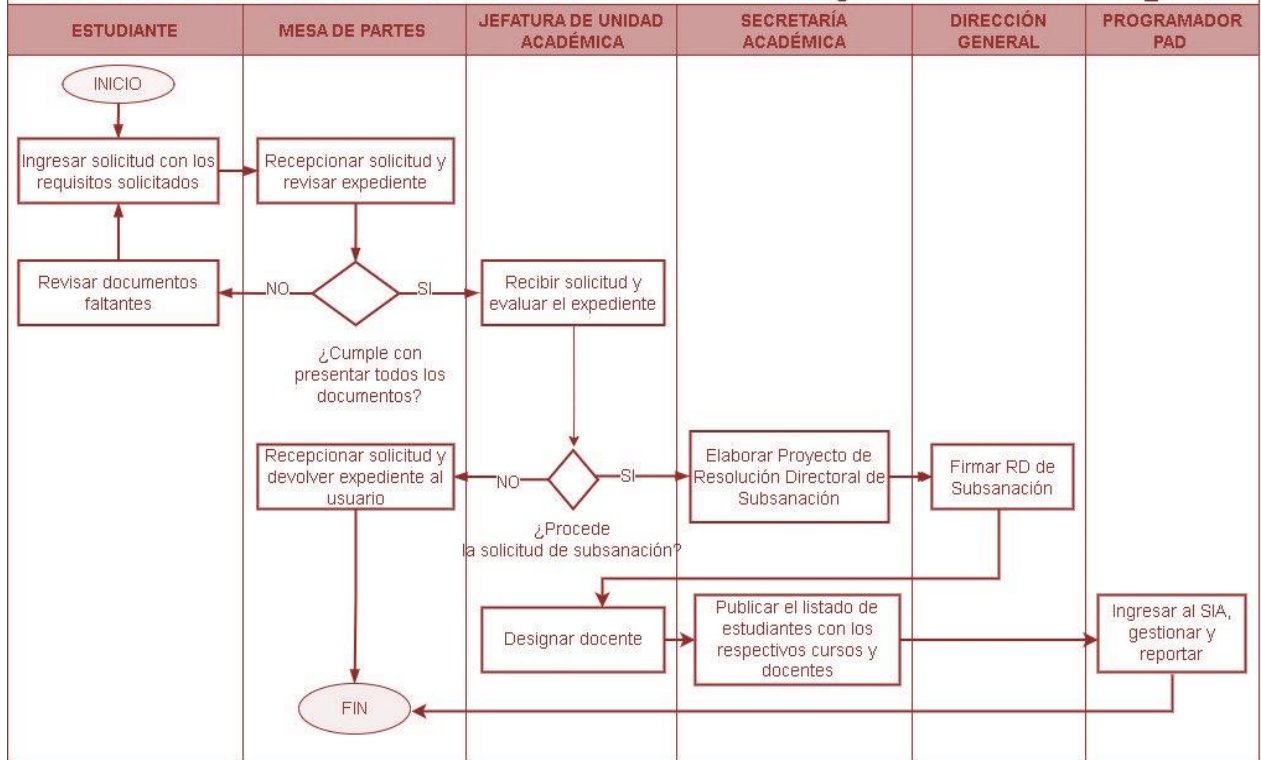 ESTUDIANTE
MESA DE PARTES
JEFATURA DE UNIDAD
ACADÉMICA
SECRETARÍA
ACADÉMICA
DIRECCIÓN
GENERAL
PROGRAMADOR
PAD
INICIO
Ingresar solicitud con los
requisitos solicitados
Recepcionar solicitud y
revisar expediente
Revisar documentos
faltantes
NO
SI
Recibir solicitud y
evaluar el expediente
¿Cumple con
presentar todos los
documentos?
Recepcionar solicitud y
devolver expediente al
usuario
NO
SI
Elaborar Proyecto de
Resolución Directoral de
Subsanación
Firmar RD de
Subsanación
¿Procede
la solicitud de subsanación?
Designar docente
Publicar el listado de
estudiantes con los
respectivos cursos y
docentes
Ingresar al SIA,
gestionar y
reportar
FIN